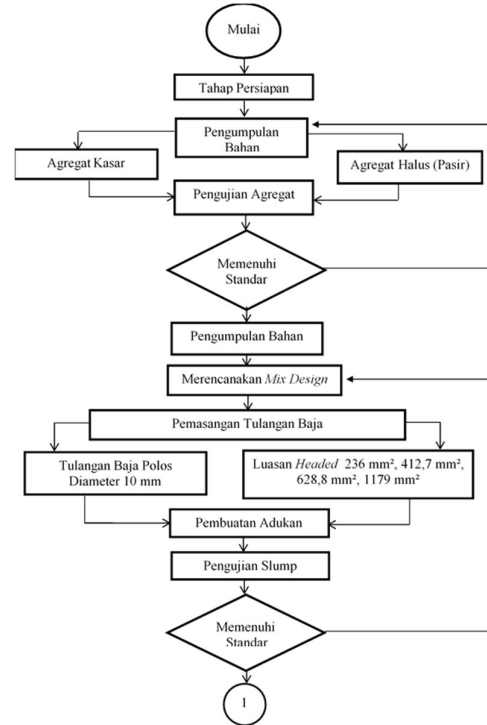 Mulai
Tahap Persiapan
Pengumpulan
Bahan
Agregat Kasar
Agregat Halus (Pasir)
Pengujian Agregat
Memenuhi
Standar
Pengumpulan Bahan
Merencanakan Mix Design
Pemasangan Tulangan Baja
Tulangan Baja Polos
Diameter 10 mm
Luasan Headed 236 mm², 412,7 mm²,
628,8 mm², 1179 mm²
Pembuatan Adukan
Pengujian Slump
Memenuhi
Standar
1